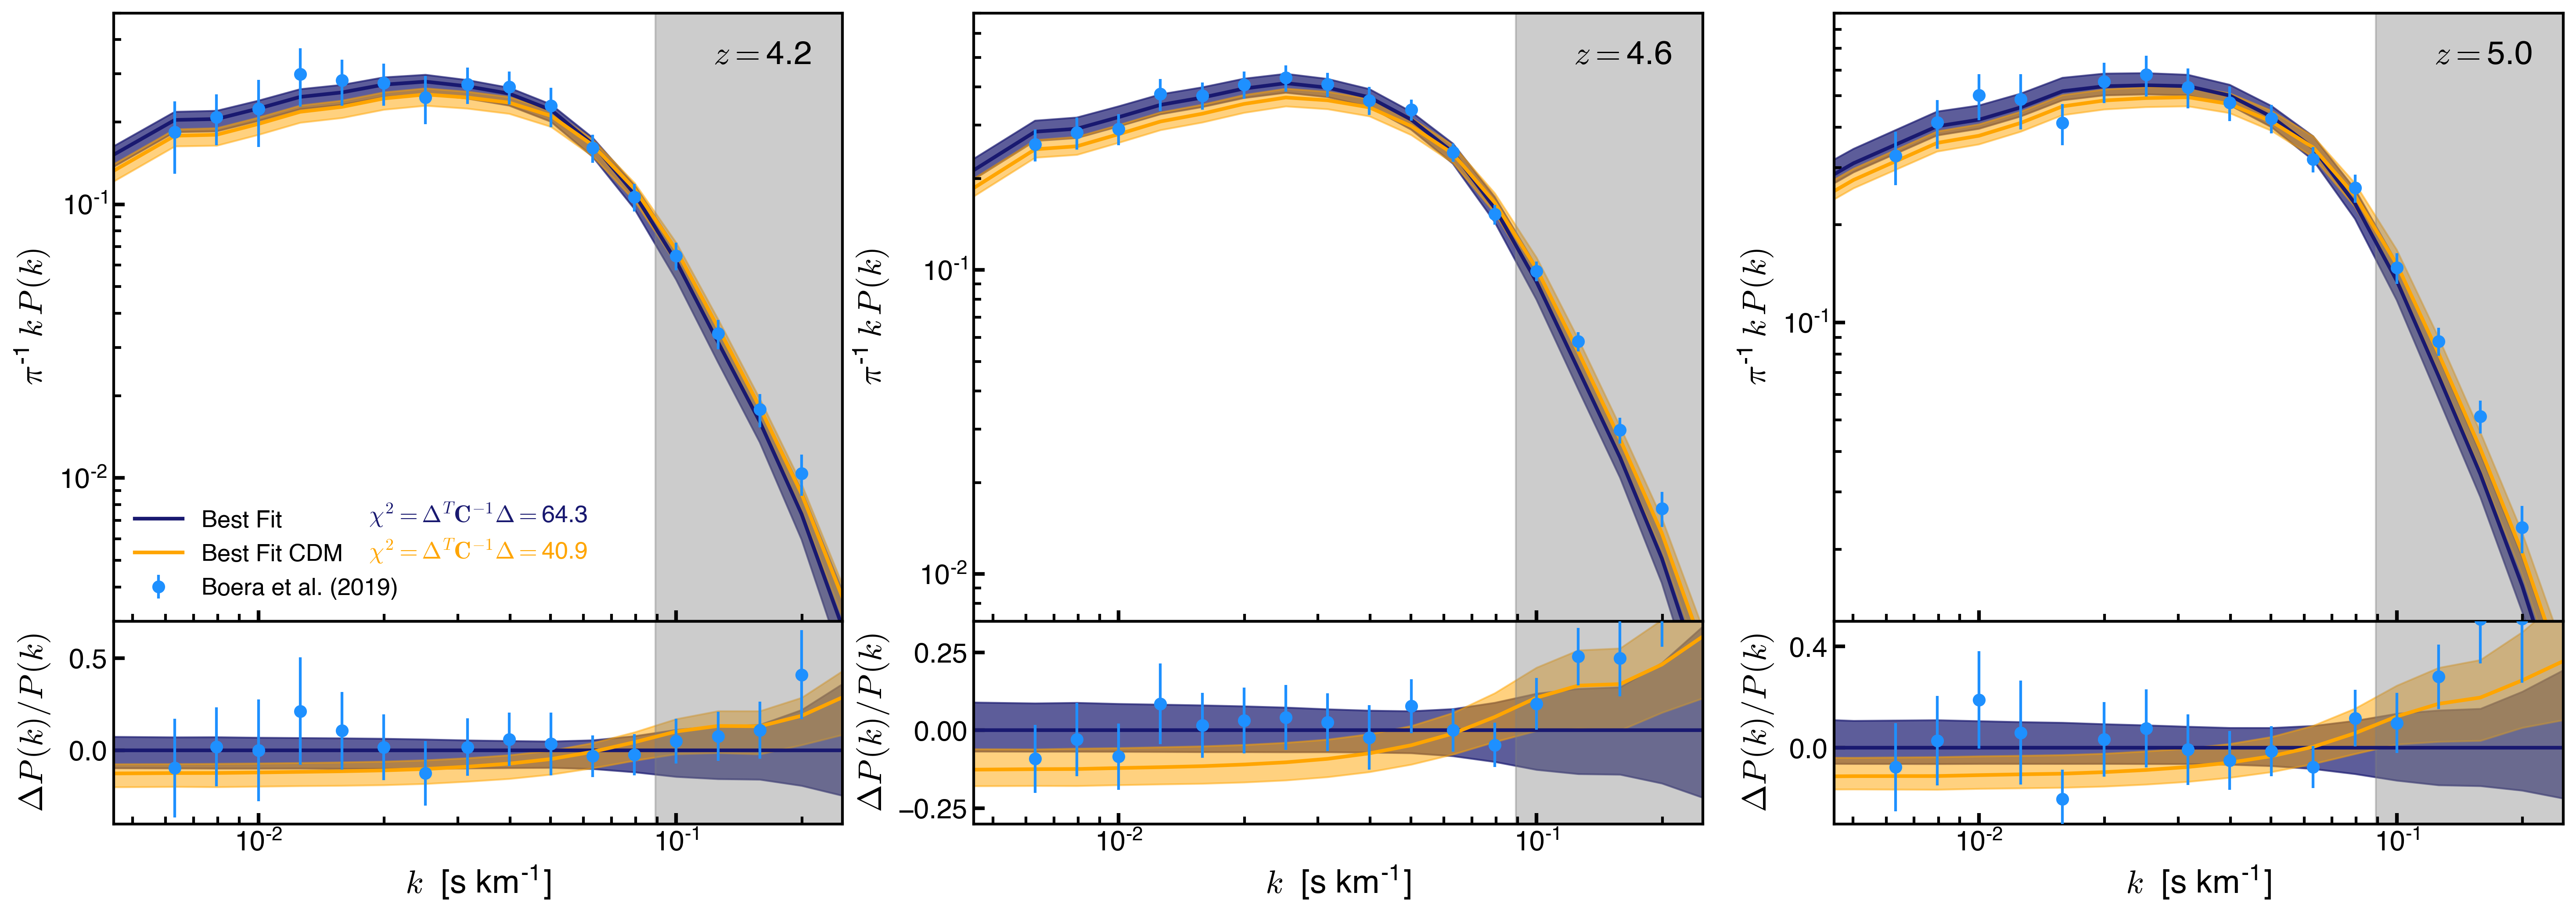 z = 4.2
π⁻¹ k P(k)
10⁻¹
10⁻²
Best Fit χ² = Δᵀ C⁻¹ Δ = 64.3
Best Fit CDM χ² = Δᵀ C⁻¹ Δ = 40.9
Boera et al. (2019)
ΔP(k)/P(k)
0.5
0.0
10⁻² 10⁻¹
k [s km⁻¹]
z = 4.6
π⁻¹ k P(k)
10⁻¹
10⁻²
ΔP(k)/P(k)
0.25
0.00
−0.25
10⁻² 10⁻¹
k [s km⁻¹]
z = 5.0
π⁻¹ k P(k)
10⁻¹
ΔP(k)/P(k)
0.4
0.0
10⁻² 10⁻¹
k [s km⁻¹]